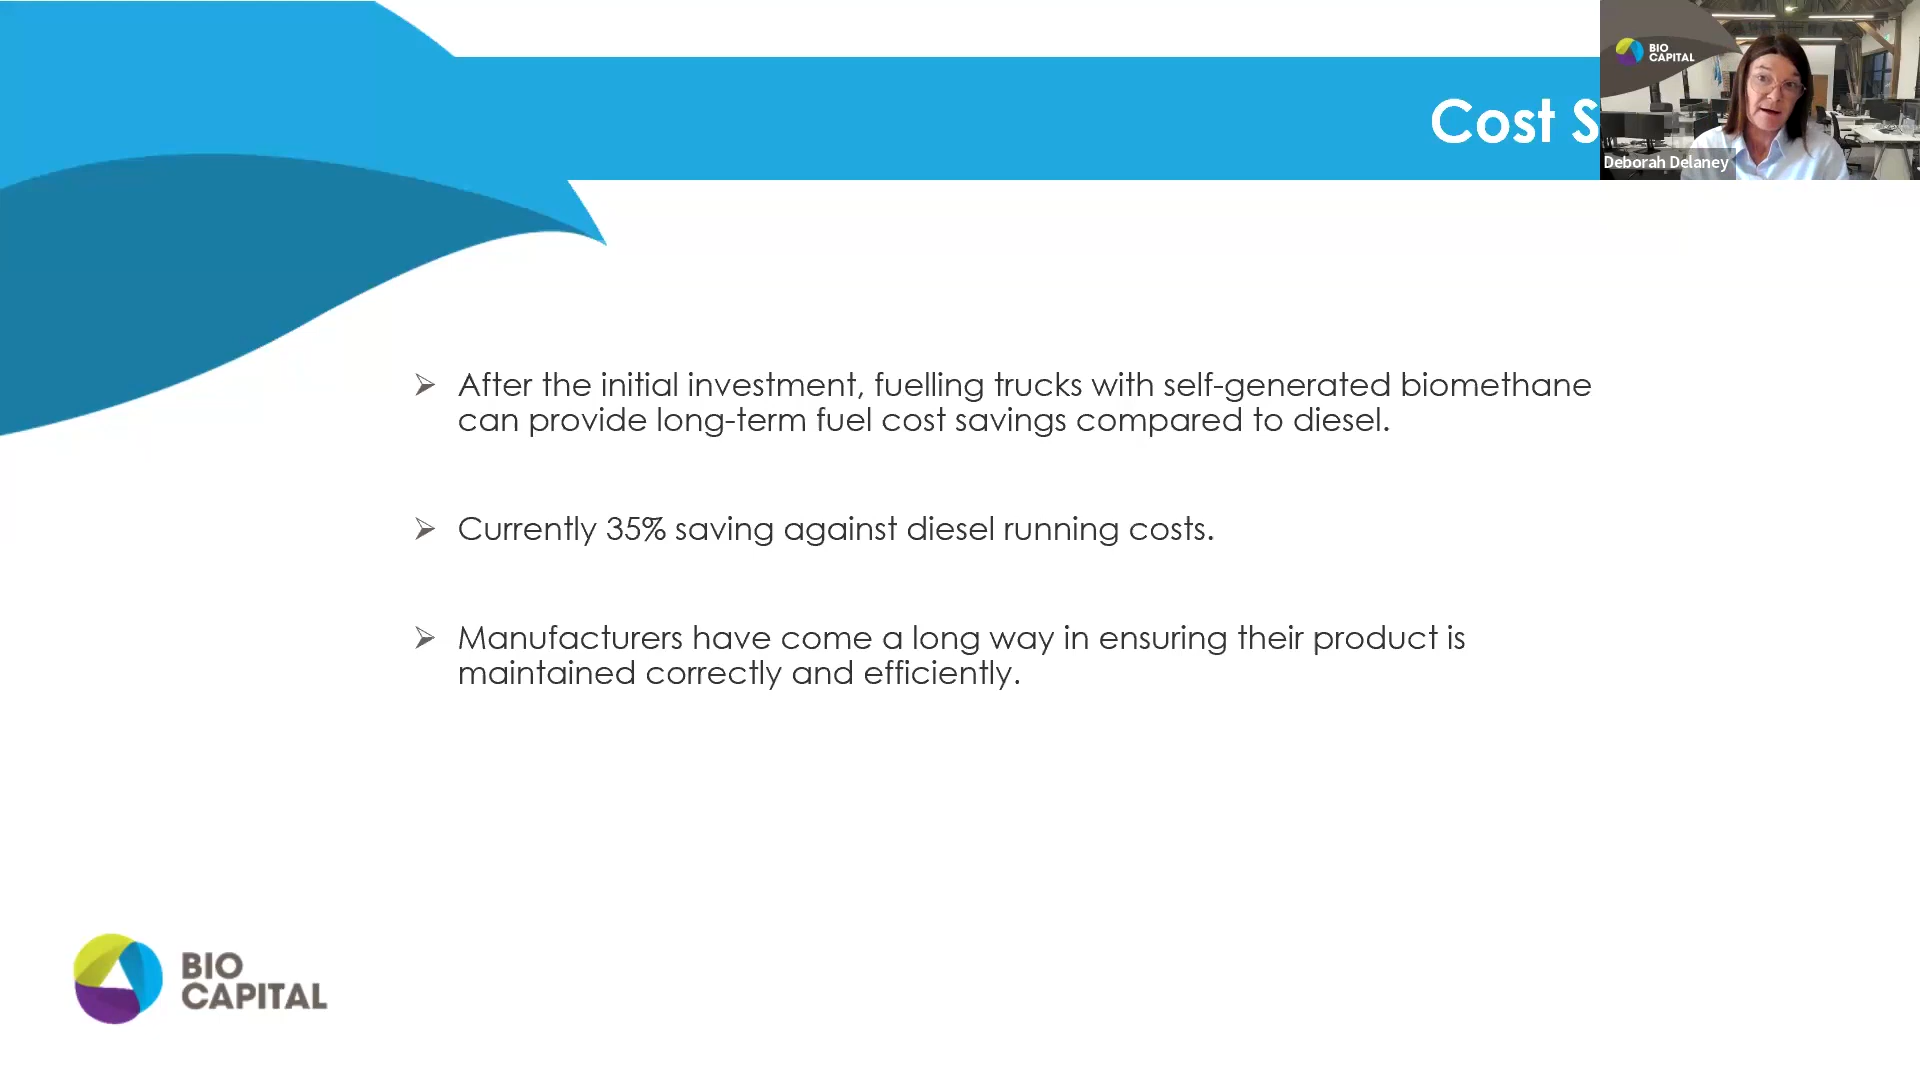 Cost S
BIO
CAPITAL
Deborah Delaney
After the initial investment, fuelling trucks with self-generated biomethane
can provide long-term fuel cost savings compared to diesel.
Currently 35% saving against diesel running costs.
Manufacturers have come a long way in ensuring their product is
maintained correctly and efficiently.
BIO
CAPITAL